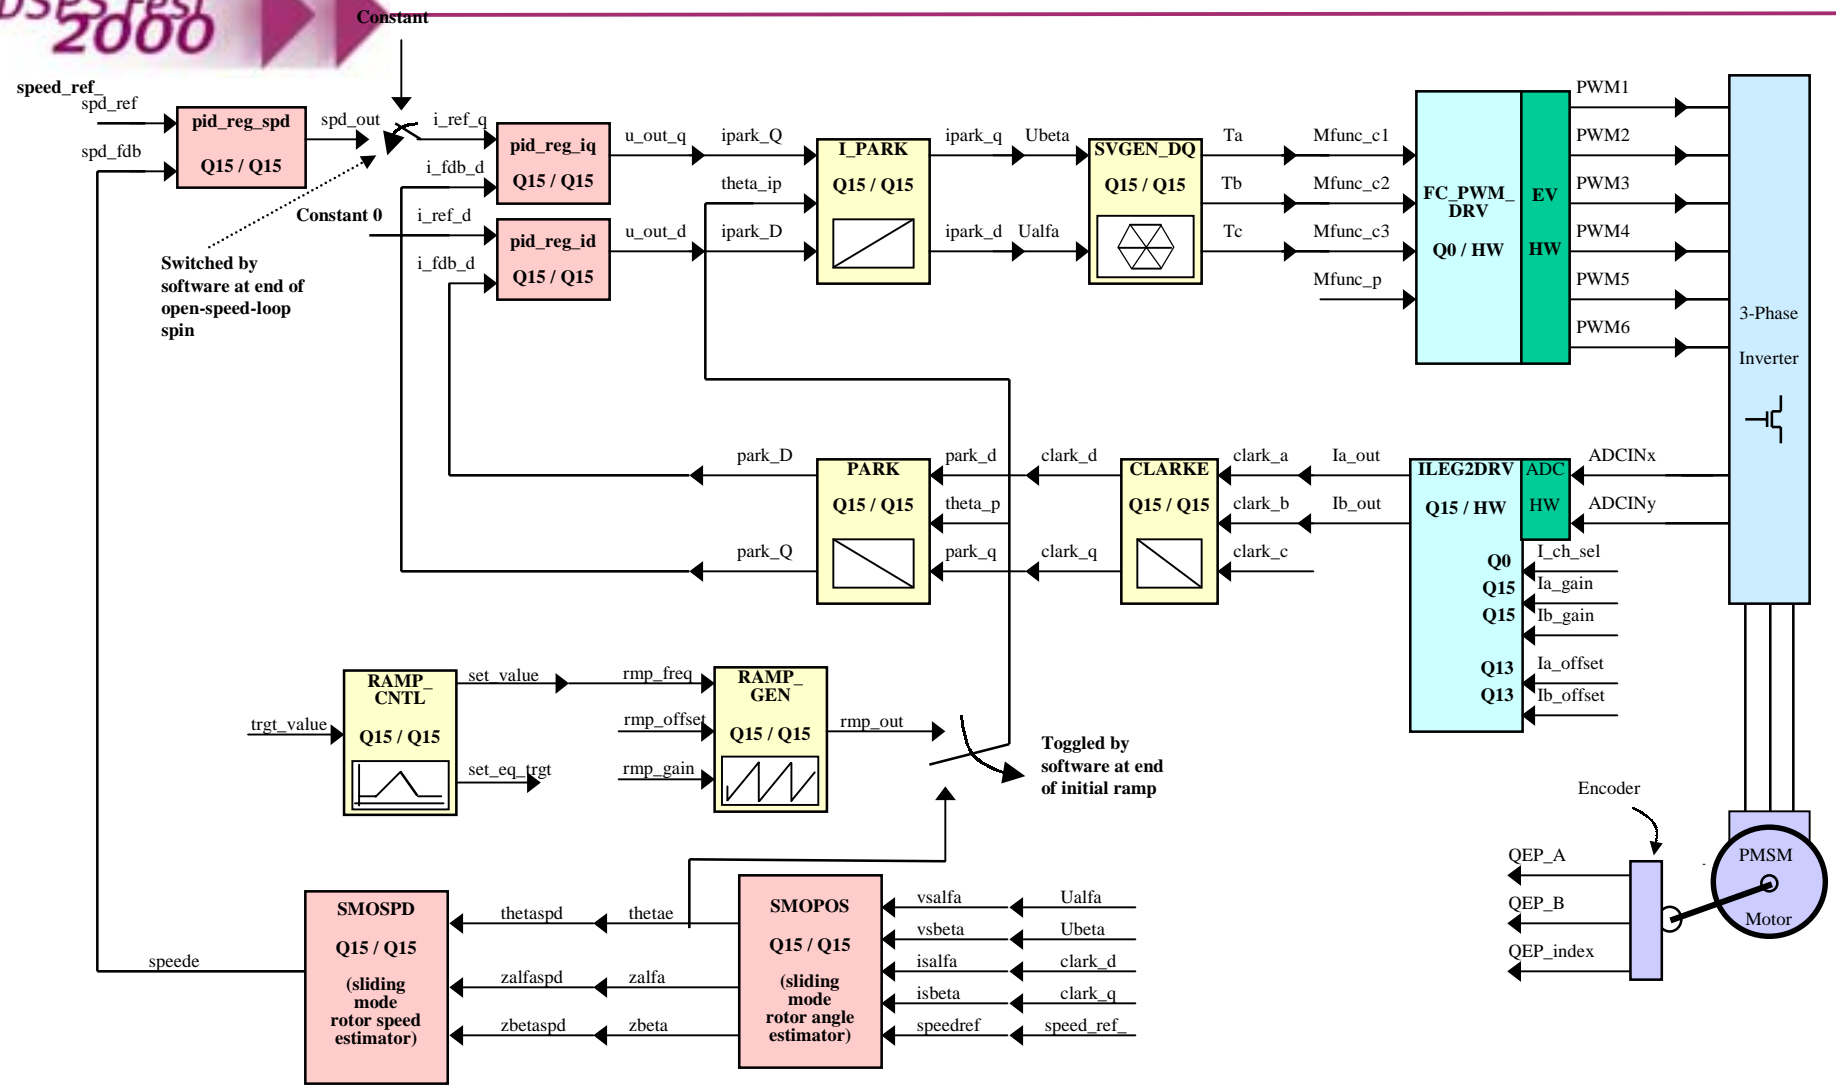 DSPS Fest
2000
Constant
speed_ref_
spd_ref
spd_fdb
pid_reg_spd
Q15 / Q15
spd_out
i_ref_q
i_fdb_d
Constant 0
i_ref_d
i_fdb_d
Switched by
software at end of
open-speed-loop
spin
pid_reg_iq
Q15 / Q15
pid_reg_id
Q15 / Q15
u_out_q
u_out_d
ipark_Q
theta_ip
ipark_D
I_PARK
Q15 / Q15
ipark_q
ipark_d
Ubeta
Ualfa
SVGEN_DQ
Q15 / Q15
Ta
Tb
Tc
Mfunc_c1
Mfunc_c2
Mfunc_c3
Mfunc_p
FC_PWM_
DRV
Q0 / HW
EV
HW
PWM1
PWM2
PWM3
PWM4
PWM5
PWM6
3-Phase
Inverter
park_D
park_Q
PARK
Q15 / Q15
park_d
theta_p
park_q
clark_d
clark_q
CLARKE
Q15 / Q15
clark_a
clark_b
clark_c
Ia_out
Ib_out
ILEG2DRV
Q15 / HW
ADC
HW
ADCINx
ADCINy
Q0
Q15
Q15
Q13
Q13
I_ch_sel
Ia_gain
Ib_gain
Ia_offset
Ib_offset
trgt_value
RAMP_
CNTL
Q15 / Q15
set_value
set_eq_trgt
rmp_freq
rmp_offset
rmp_gain
RAMP_
GEN
Q15 / Q15
rmp_out
Toggled by
software at end
of initial ramp
speede
SMOSPD
Q15 / Q15
(sliding
mode
rotor speed
estimator)
thetaspd
zalfaspd
zbetaspd
thetae
zalfa
zbeta
SMOPOS
Q15 / Q15
(sliding
mode
rotor angle
estimator)
vsalfa
vsbeta
isalfa
isbeta
speedref
Ualfa
Ubeta
clark_d
clark_q
speed_ref_
Encoder
QEP_A
QEP_B
QEP_index
PMSM
Motor